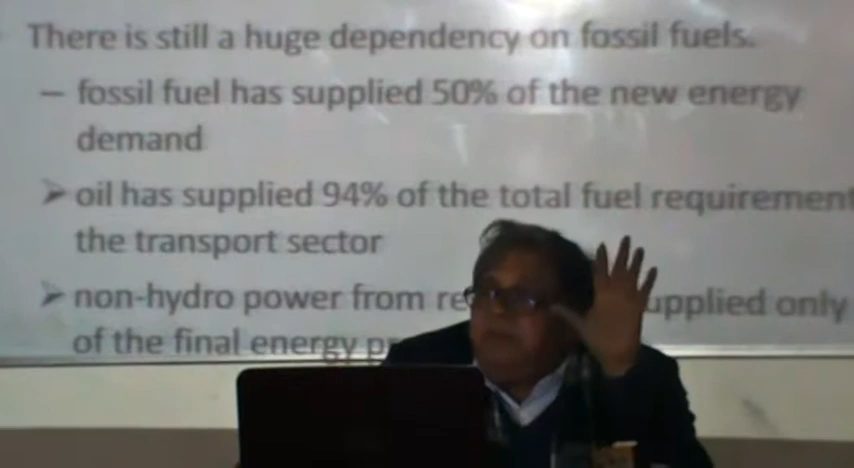 There is still a huge dependency on fossil fuels.
– fossil fuel has supplied 50% of the new energy
demand
➢ oil has supplied 94% of the total fuel requirement
the transport sector
➢ non-hydro power from only
of the final energy